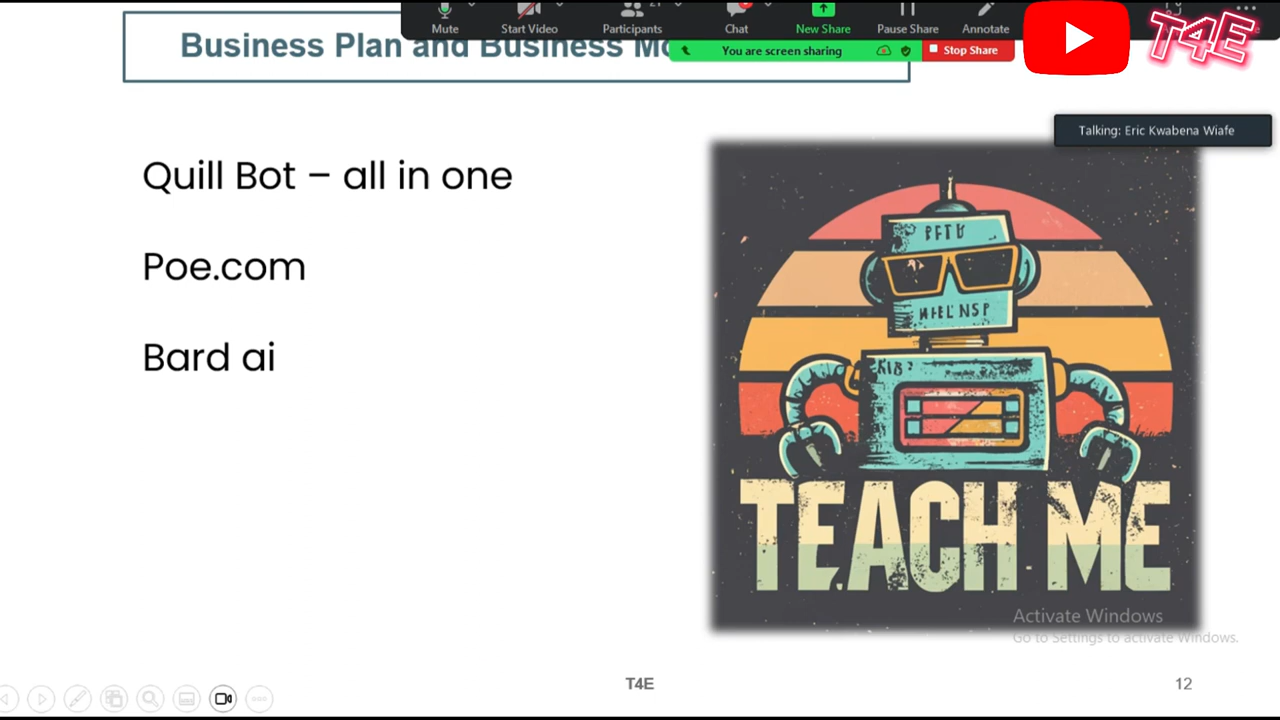 Mute
Start Video
Participants
Chat
New Share
Pause Share
Annotate
You are screen sharing
Stop Share
T4E
Business Plan and Business
Talking: Eric Kwabena Wiafe
Quill Bot – all in one
Poe.com
Bard ai
TEACH ME
Activate Windows
Go to Settings to activate Windows.
T4E
12